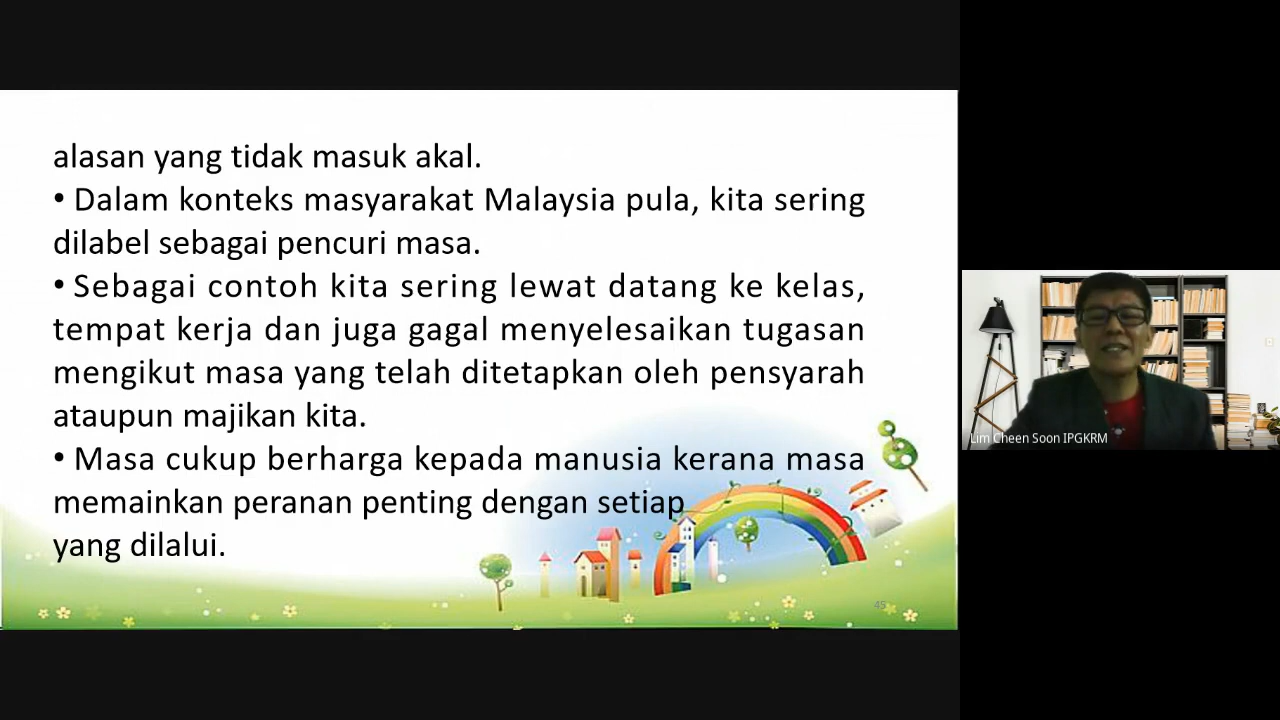 alasan yang tidak masuk akal.
• Dalam konteks masyarakat Malaysia pula, kita sering
dilabel sebagai pencuri masa.
• Sebagai contoh kita sering lewat datang ke kelas,
tempat kerja dan juga gagal menyelesaikan tugasan
mengikut masa yang telah ditetapkan oleh pensyarah
ataupun majikan kita.
• Masa cukup berharga kepada manusia kerana masa
memainkan peranan penting dengan setiap
yang dilalui.
45
Lim Cheen Soon IPGKRM